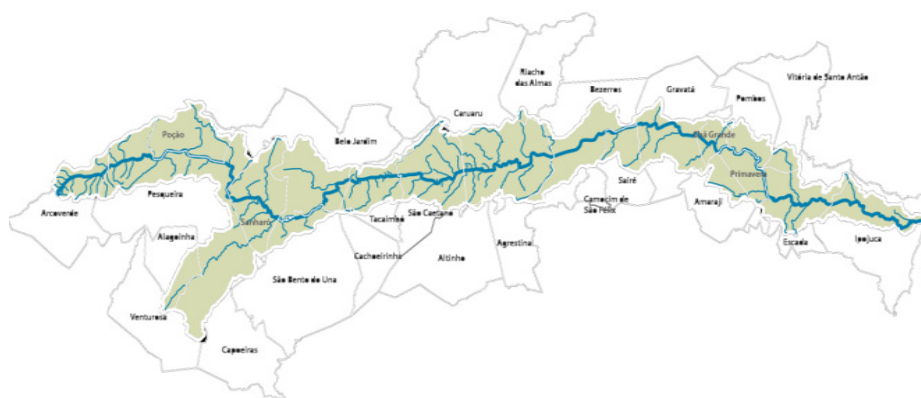 Riacho
das Almas
Vitória de Santo Antão
Bezerros
Gravatá
Pombos
Caruaru
Poção
Belo Jardim
Chã Grande
Primavera
Pesqueira
Sairé
Arcoverde
Camocim de
São Félix
Amaraji
São Caetano
Tacaimbó
Sanharó
Alagoinha
Agrestina
Escada
Ipojuca
Cachoeirinha
Altinho
São Bento do Una
Venturosa
Capoeiras